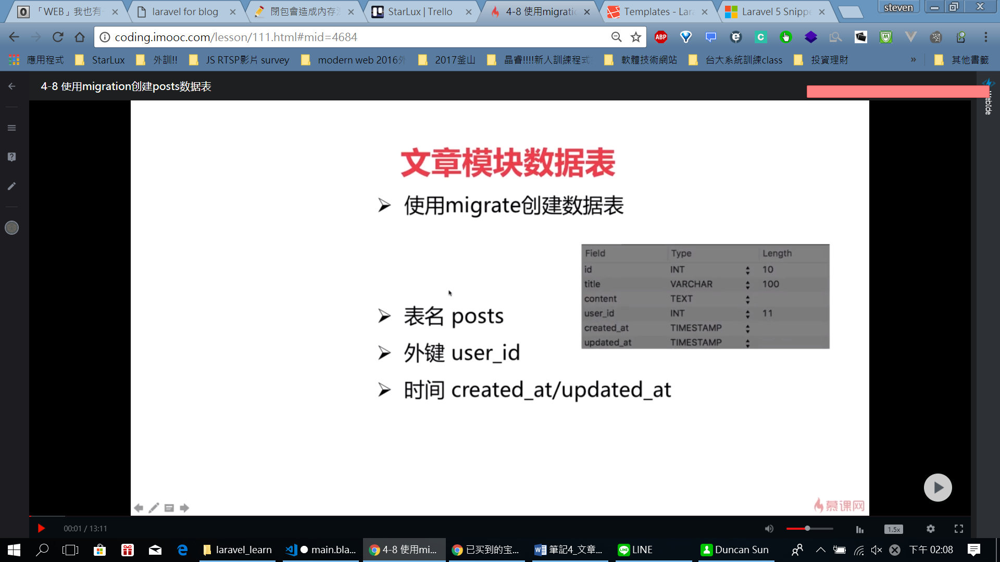 「WEB」我也有
laravel for blog
閉包會造成內存
StarLux | Trello
4-8 使用migratio
Templates - Lar
Laravel 5 Snippe
steven
coding.imooc.com/lesson/111.html#mid=4684
ABP
應用程式
StarLux
外訓!!
JS RTSP影片 survey
modern web 2016
2017釜山
晶睿!!!!新人訓練程式
軟體技術網站
台大系統訓練class
投資理財
»
其他書籤
4-8 使用migration创建posts数据表
WebIde
文章模块数据表
使用migrate创建数据表
Field Type Length
id INT 10
title VARCHAR 100
content TEXT
user_id INT 11
created_at TIMESTAMP
updated_at TIMESTAMP
表名 posts
外键 user_id
时间 created_at/updated_at
慕课网
00:01 / 13:11
1.5x
laravel_learn
main.bla...
4-8 使用mi...
已买到的宝...
筆記4_文章...
LINE
Duncan Sun
下午 02:08